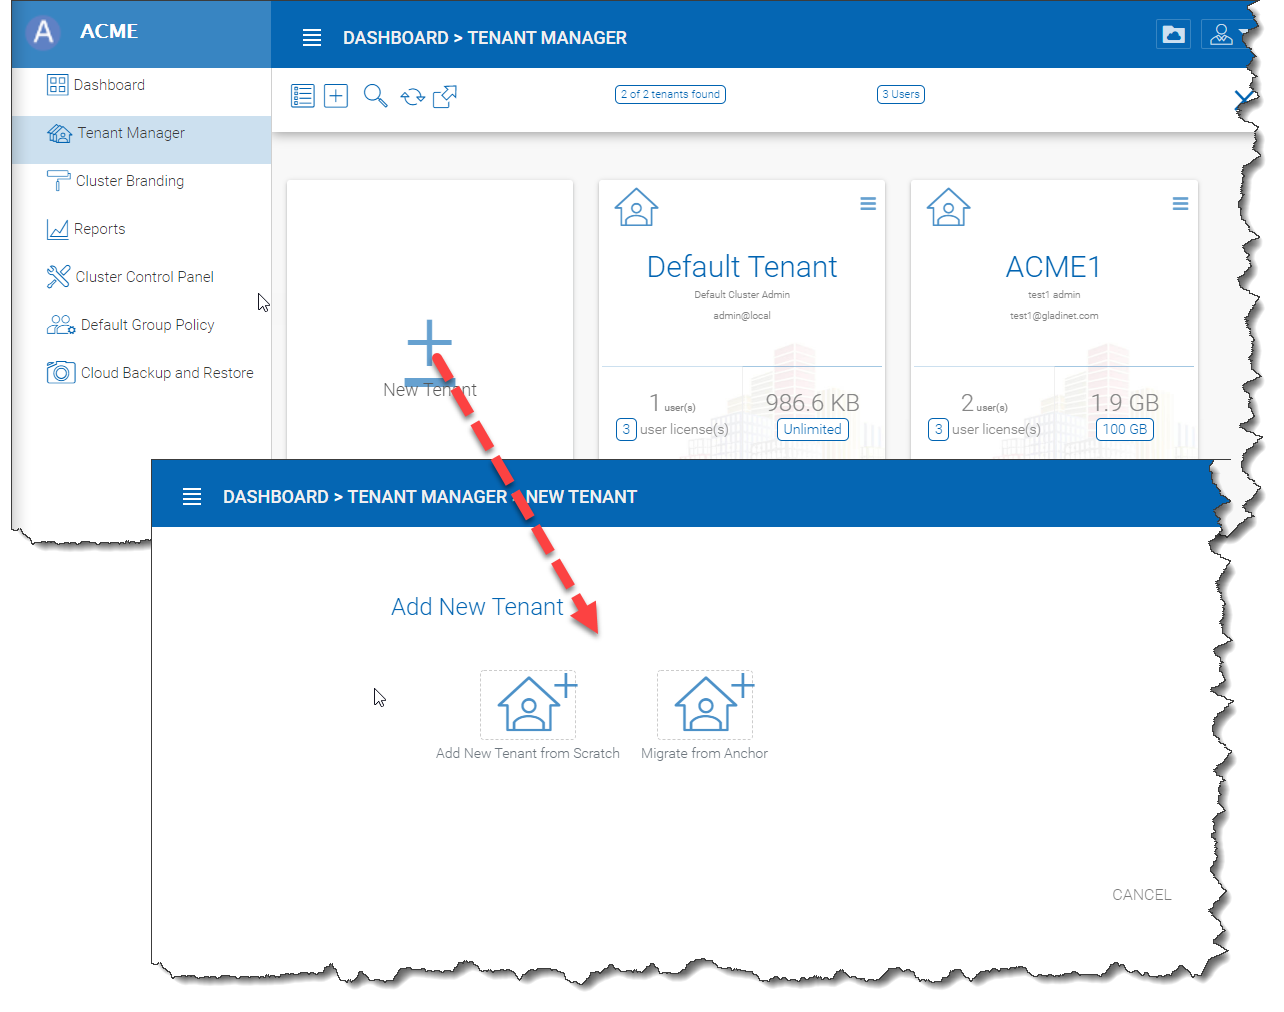 A ACME
DASHBOARD > TENANT MANAGER
Dashboard
Tenant Manager
Cluster Branding
Reports
Cluster Control Panel
Default Group Policy
Cloud Backup and Restore
2 of 2 tenants found
3 Users
New Tenant
Default Tenant
Default Cluster Admin
admin@local
1 user(s) 986.6 KB
3 user license(s) Unlimited
ACME1
test1 admin
test1@gladinet.com
2 user(s) 1.9 GB
3 user license(s) 100 GB
DASHBOARD > TENANT MANAGER > NEW TENANT
Add New Tenant
Add New Tenant from Scratch
Migrate from Anchor
CANCEL